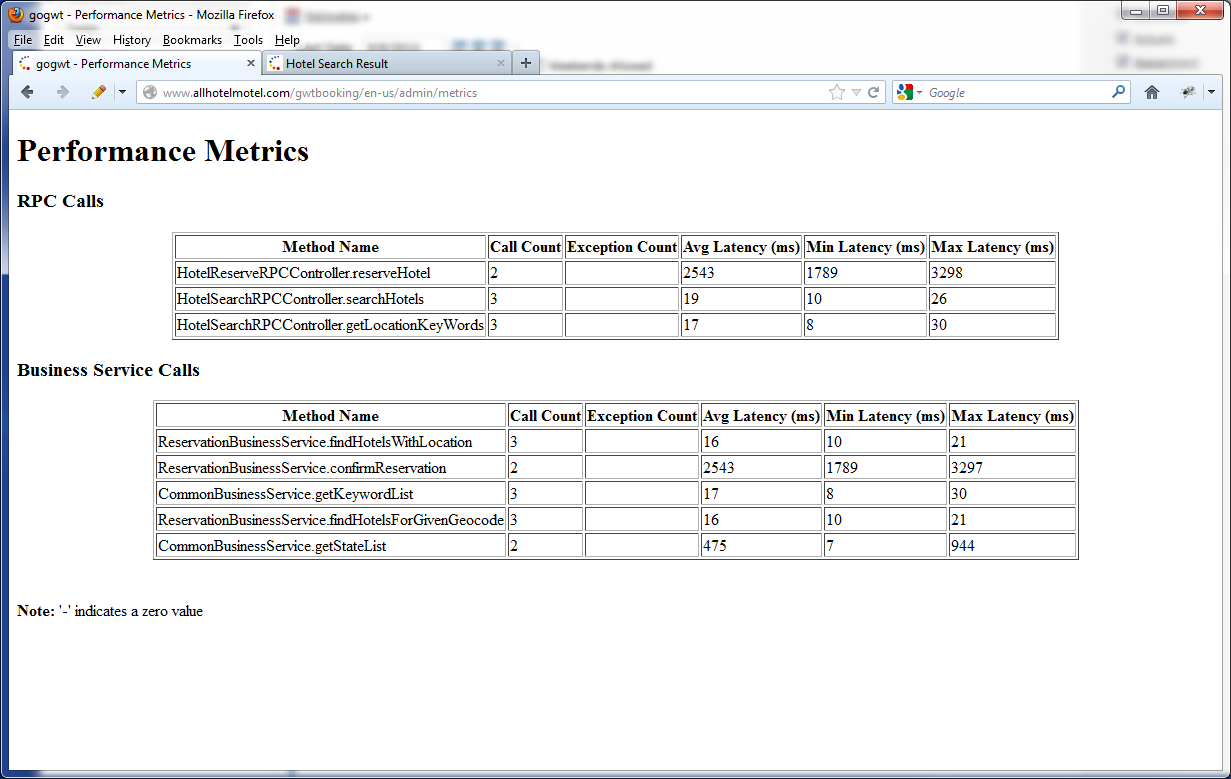 gogwt - Performance Metrics - Mozilla Firefox
File Edit View History Bookmarks Tools Help
gogwt - Performance Metrics Hotel Search Result
www.allhotelmotel.com/gwtbooking/en-us/admin/metrics Google
Performance Metrics
RPC Calls
Method Name Call Count Exception Count Avg Latency (ms) Min Latency (ms) Max Latency (ms)
HotelReserveRPCController.reserveHotel 2 2543 1789 3298
HotelSearchRPCController.searchHotels 3 19 10 26
HotelSearchRPCController.getLocationKeyWords 3 17 8 30
Business Service Calls
Method Name Call Count Exception Count Avg Latency (ms) Min Latency (ms) Max Latency (ms)
ReservationBusinessService.findHotelsWithLocation 3 16 10 21
ReservationBusinessService.confirmReservation 2 2543 1789 3297
CommonBusinessService.getKeywordList 3 17 8 30
ReservationBusinessService.findHotelsForGivenGeocode 3 16 10 21
CommonBusinessService.getStateList 2 475 7 944
Note: '-' indicates a zero value